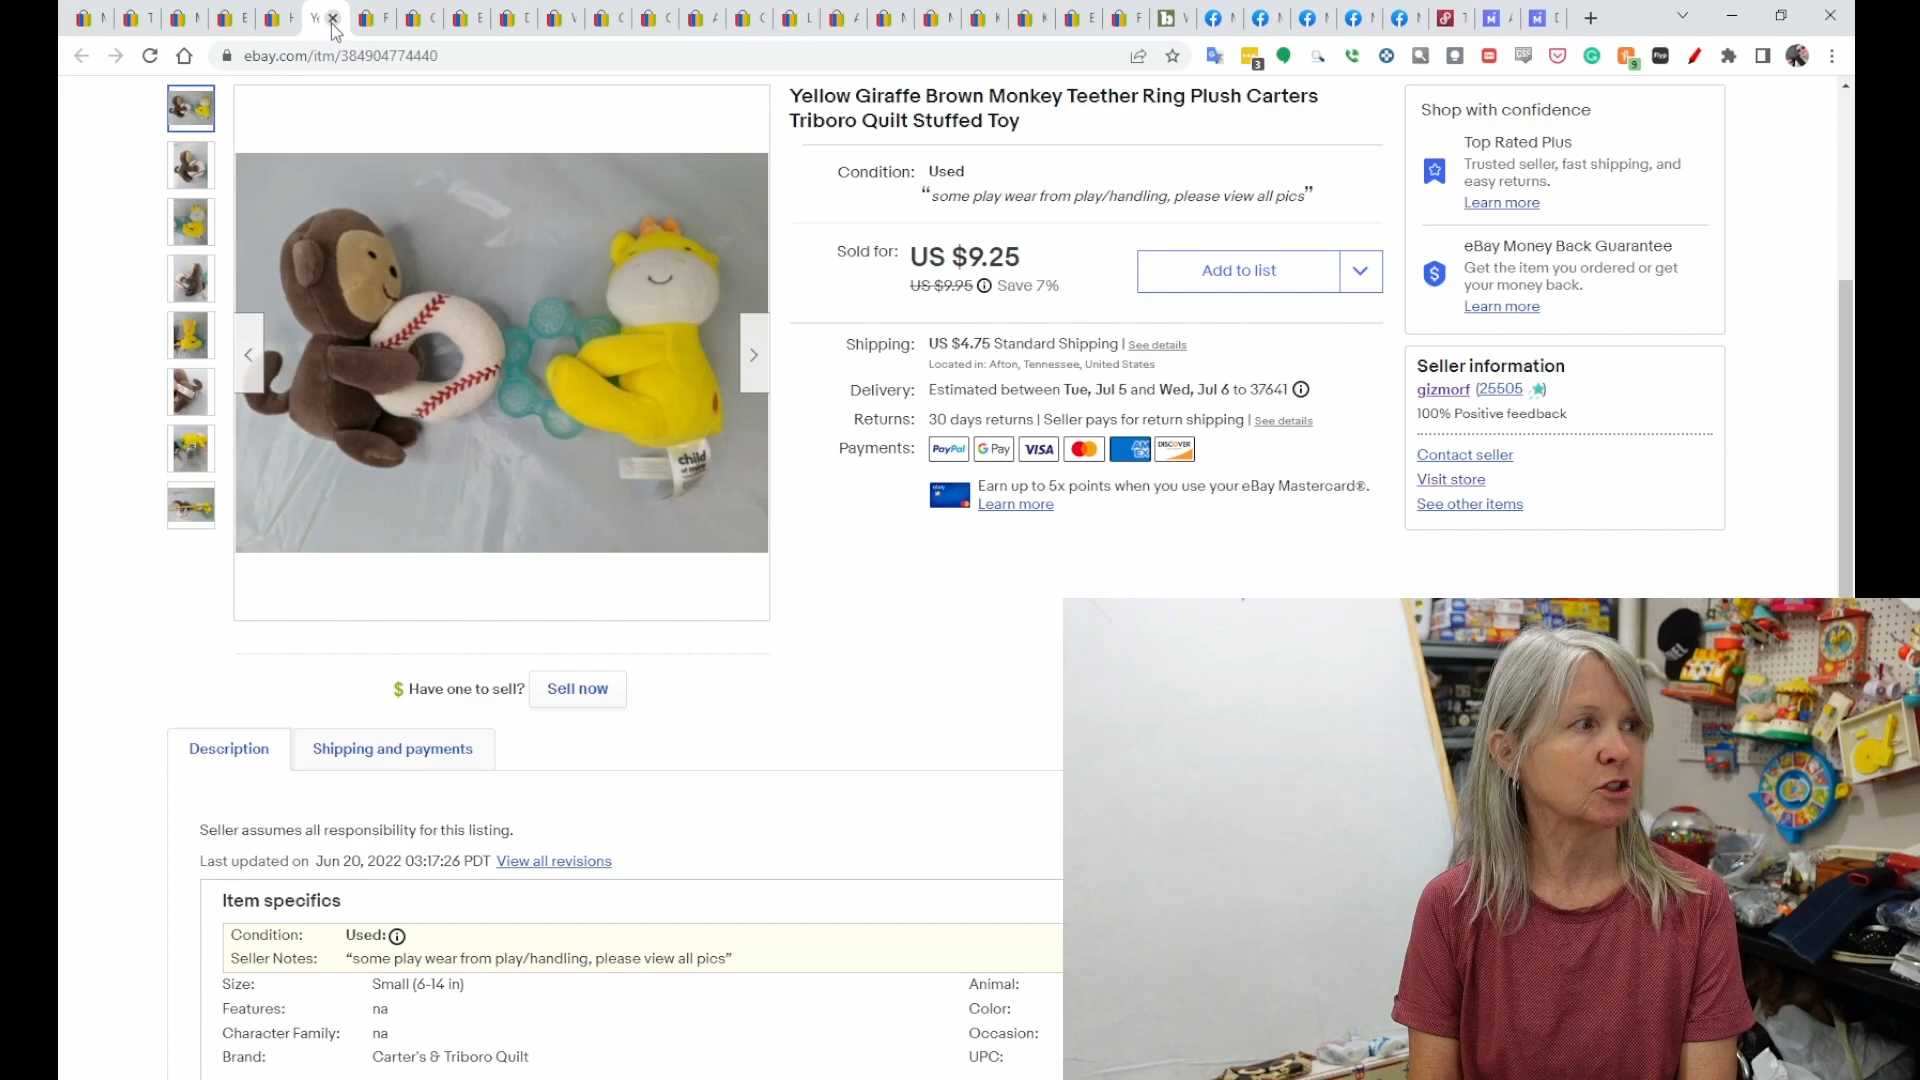 ebay.com/itm/384904774440
3
9
Yellow Giraffe Brown Monkey Teether Ring Plush Carters
Triboro Quilt Stuffed Toy
Condition: Used
“some play wear from play/handling, please view all pics”
Sold for: US $9.25
US $9.95 Save 7%
Add to list
Shipping: US $4.75 Standard Shipping | See details
Located in: Afton, Tennessee, United States
Delivery: Estimated between Tue, Jul 5 and Wed, Jul 6 to 37641
Returns: 30 days returns | Seller pays for return shipping | See details
Payments: PayPal G Pay VISA AM EX DISCOVER
Earn up to 5x points when you use your eBay Mastercard®.
Learn more
Shop with confidence
Top Rated Plus
Trusted seller, fast shipping, and
easy returns.
Learn more
eBay Money Back Guarantee
Get the item you ordered or get
your money back.
Learn more
Seller information
gizmorf (25505)
100% Positive feedback
Contact seller
Visit store
See other items
child
$ Have one to sell? Sell now
Description Shipping and payments
Seller assumes all responsibility for this listing.
Last updated on Jun 20, 2022 03:17:26 PDT View all revisions
Item specifics
Condition: Used:
Seller Notes: “some play wear from play/handling, please view all pics”
Size: Small (6-14 in) Animal:
Features: na Color:
Character Family: na Occasion:
Brand: Carter's & Triboro Quilt UPC: